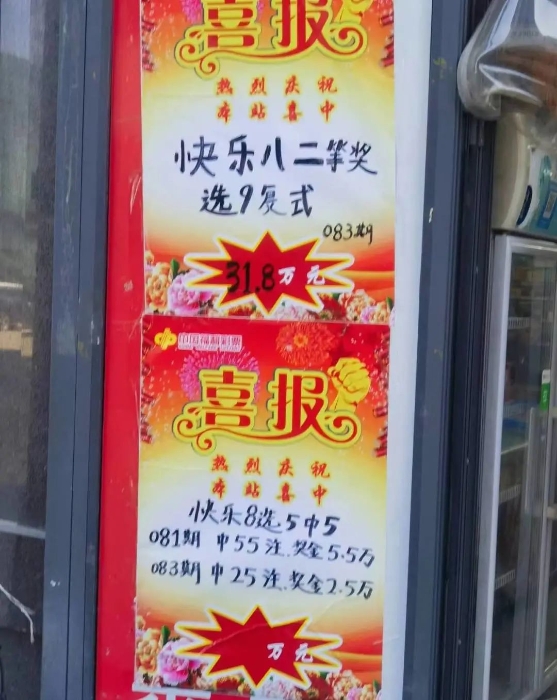 喜报
热烈庆祝
本站喜中
快乐八二等奖
选9复式
083期
31.8万元
中国福利彩票
喜报
热烈庆祝
本站喜中
快乐8选5中5
081期 中55注.奖金5.5万
083期 中25注.奖金2.5万
万元